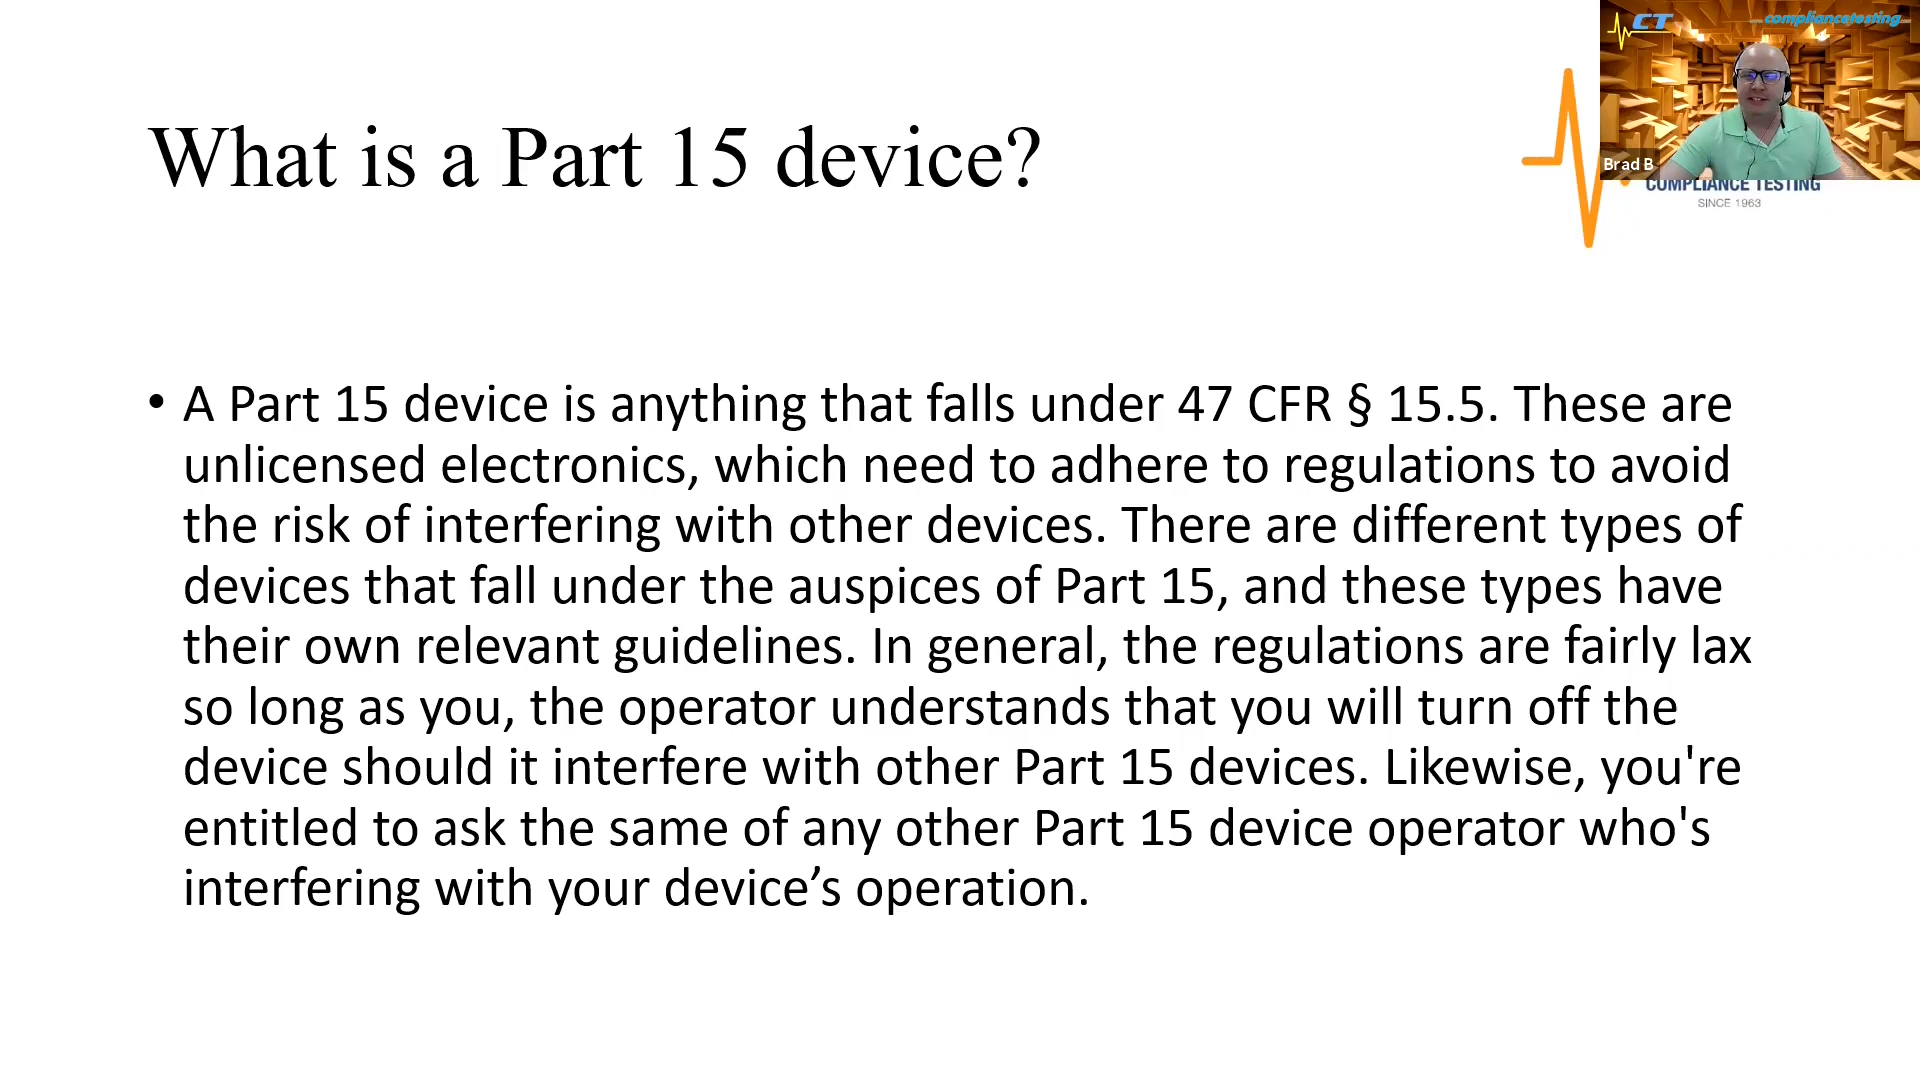 CT
compliancetesting
What is a Part 15 device?
Brad B
COMPLIANCE TESTING
SINCE 1963
• A Part 15 device is anything that falls under 47 CFR § 15.5. These are
unlicensed electronics, which need to adhere to regulations to avoid
the risk of interfering with other devices. There are different types of
devices that fall under the auspices of Part 15, and these types have
their own relevant guidelines. In general, the regulations are fairly lax
so long as you, the operator understands that you will turn off the
device should it interfere with other Part 15 devices. Likewise, you're
entitled to ask the same of any other Part 15 device operator who's
interfering with your device’s operation.